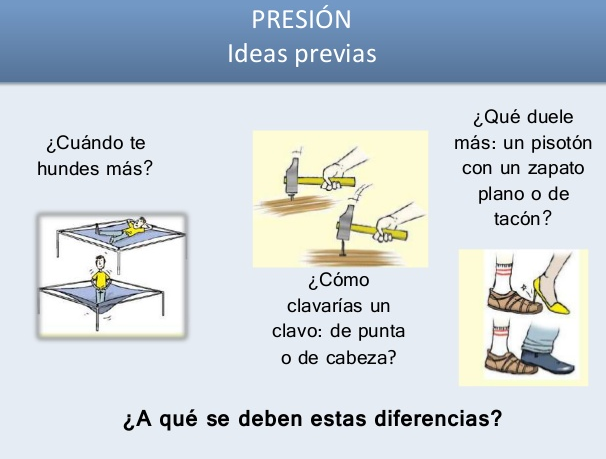 PRESIÓN
Ideas previas
¿Cuándo te
hundes más?
¿Cómo
clavarías un
clavo: de punta
o de cabeza?
¿Qué duele
más: un pisotón
con un zapato
plano o de
tacón?
¿A qué se deben estas diferencias?